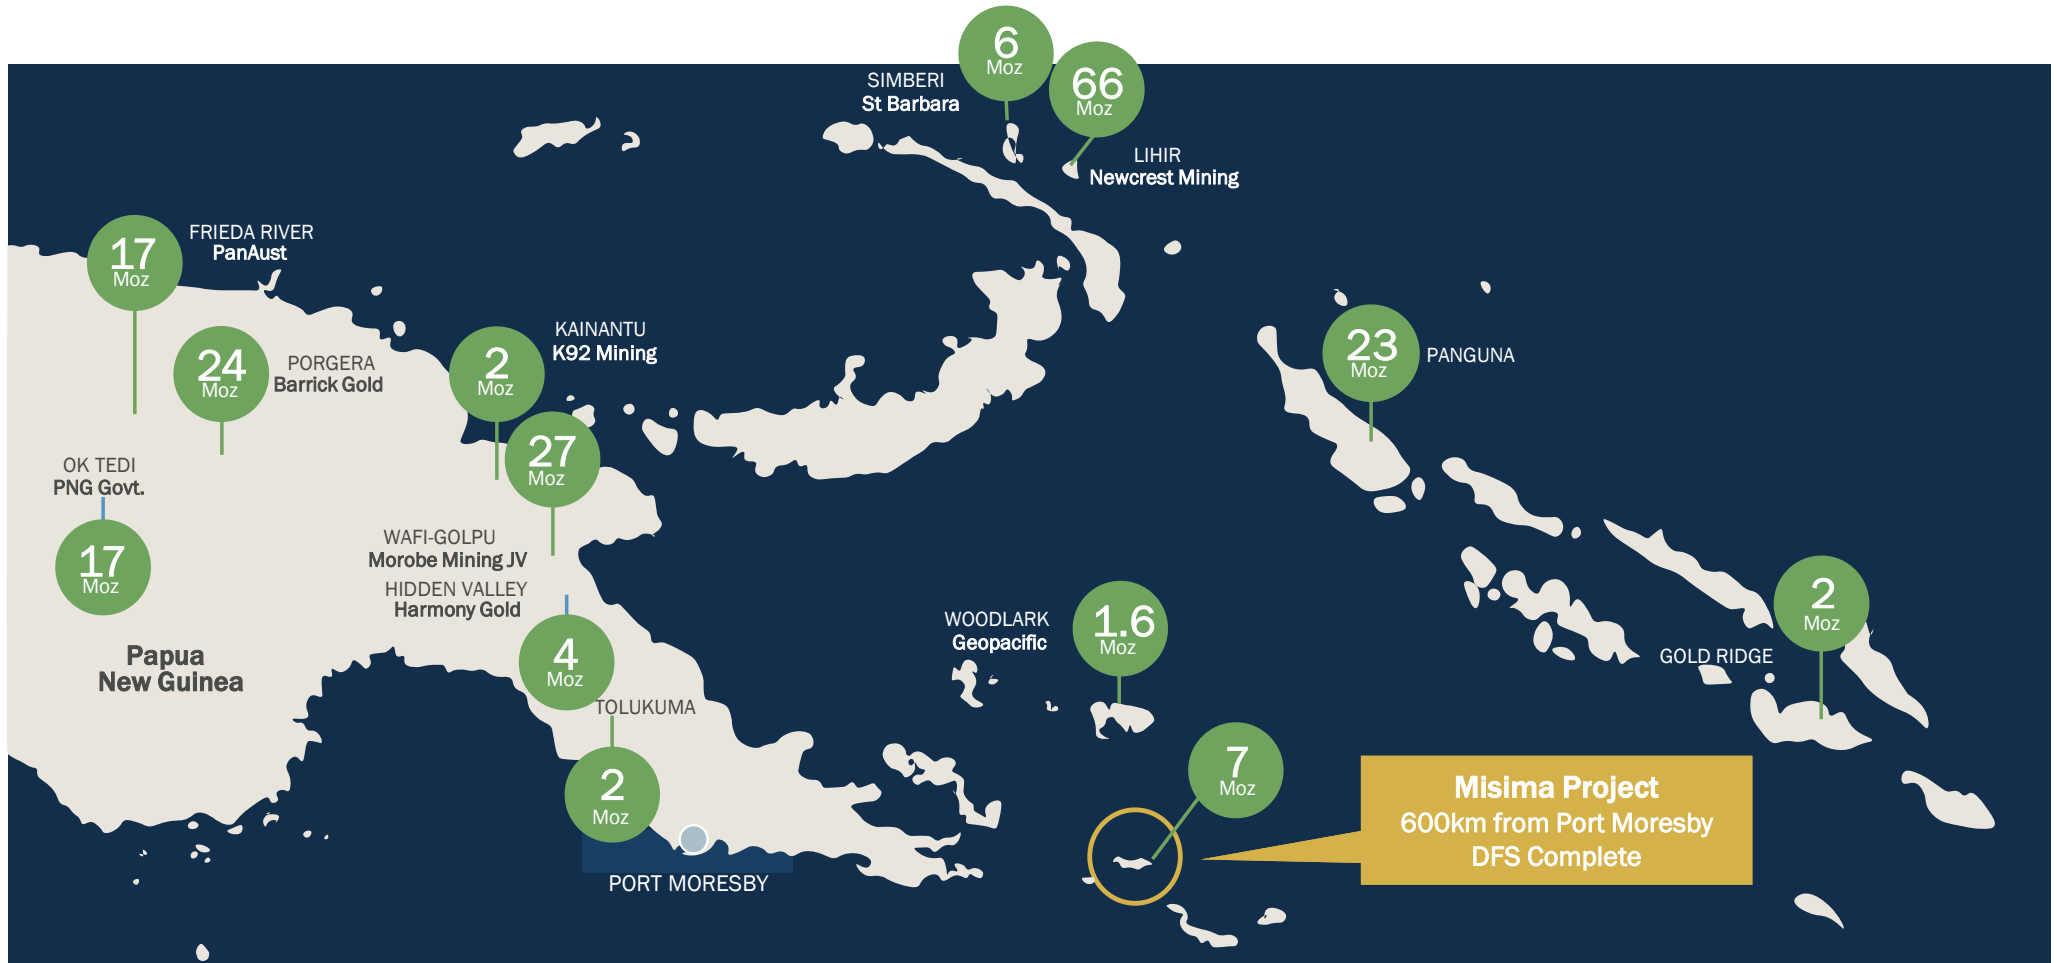 6
Moz
SIMBERI
St Barbara
66
Moz
LIHIR
Newcrest Mining
17
Moz
FRIEDA RIVER
PanAust
24
Moz
PORGERA
Barrick Gold
2
Moz
KAINANTU
K92 Mining
23
Moz
PANGUNA
27
Moz
OK TEDI
PNG Govt.
17
Moz
WAFI-GOLPU
Morobe Mining JV
HIDDEN VALLEY
Harmony Gold
4
Moz
WOODLARK
Geopacific
1.6
Moz
2
Moz
GOLD RIDGE
Papua
New Guinea
TOLUKUMA
2
Moz
7
Moz
Misima Project
600km from Port Moresby
DFS Complete
PORT MORESBY